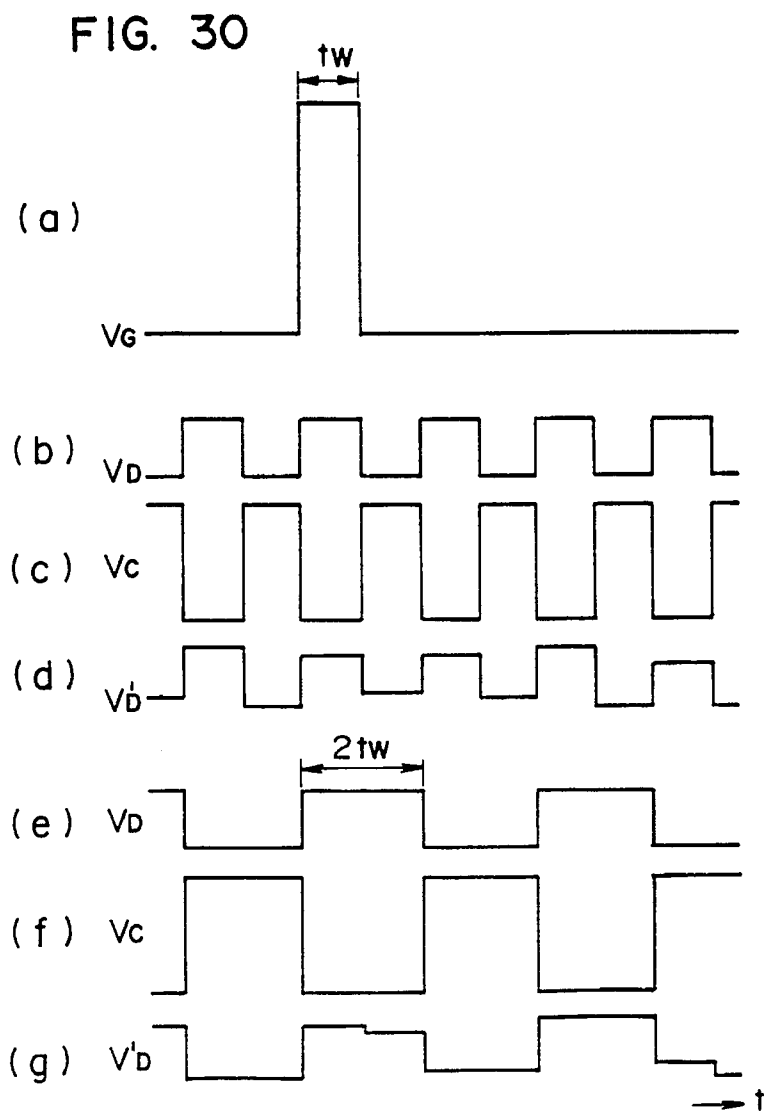 FIG. 30
tw
(a)
VG
(b) VD
(c) VC
(d) V'D
2tw
(e) VD
(f) VC
(g) V'D
t